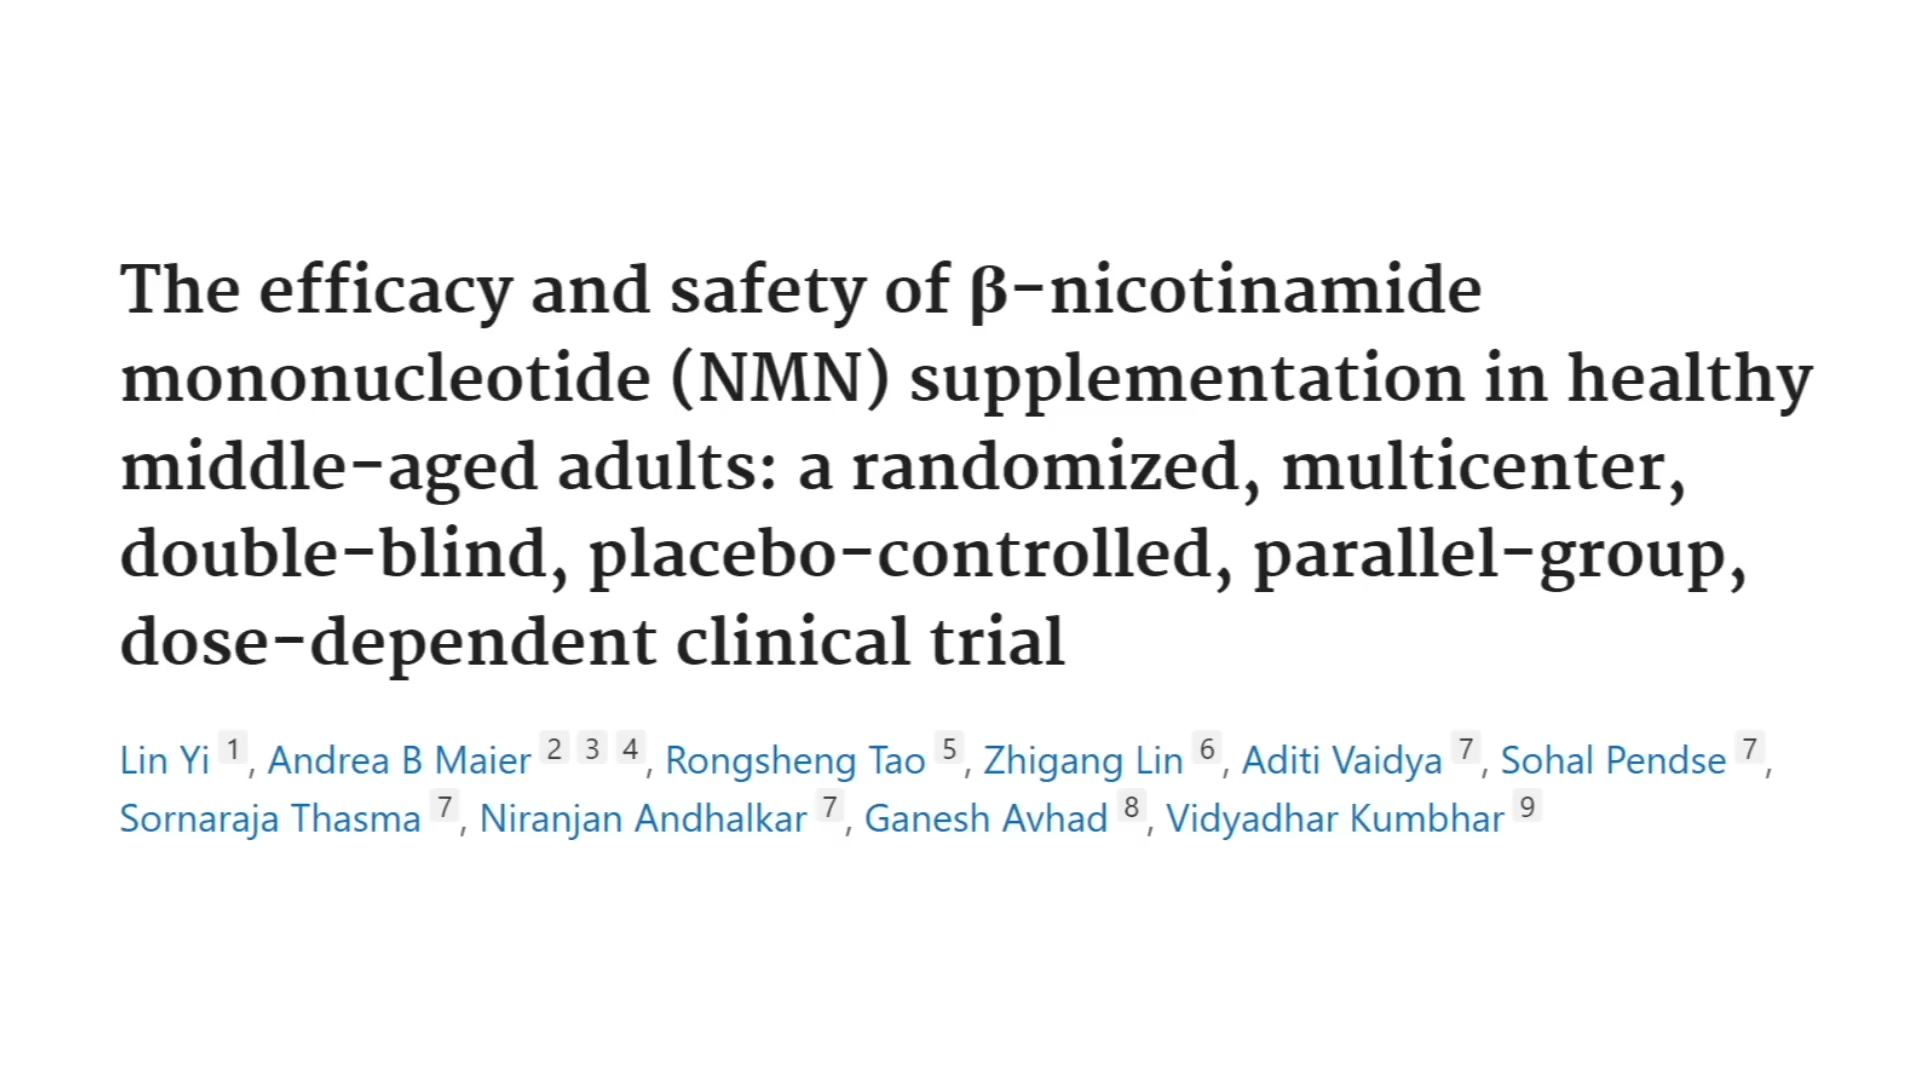 The efficacy and safety of β-nicotinamide
mononucleotide (NMN) supplementation in healthy
middle-aged adults: a randomized, multicenter,
double-blind, placebo-controlled, parallel-group,
dose-dependent clinical trial
Lin Yi 1, Andrea B Maier 2 3 4, Rongsheng Tao 5, Zhigang Lin 6, Aditi Vaidya 7, Sohal Pendse 7,
Sornaraja Thasma 7, Niranjan Andhalkar 7, Ganesh Avhad 8, Vidyadhar Kumbhar 9